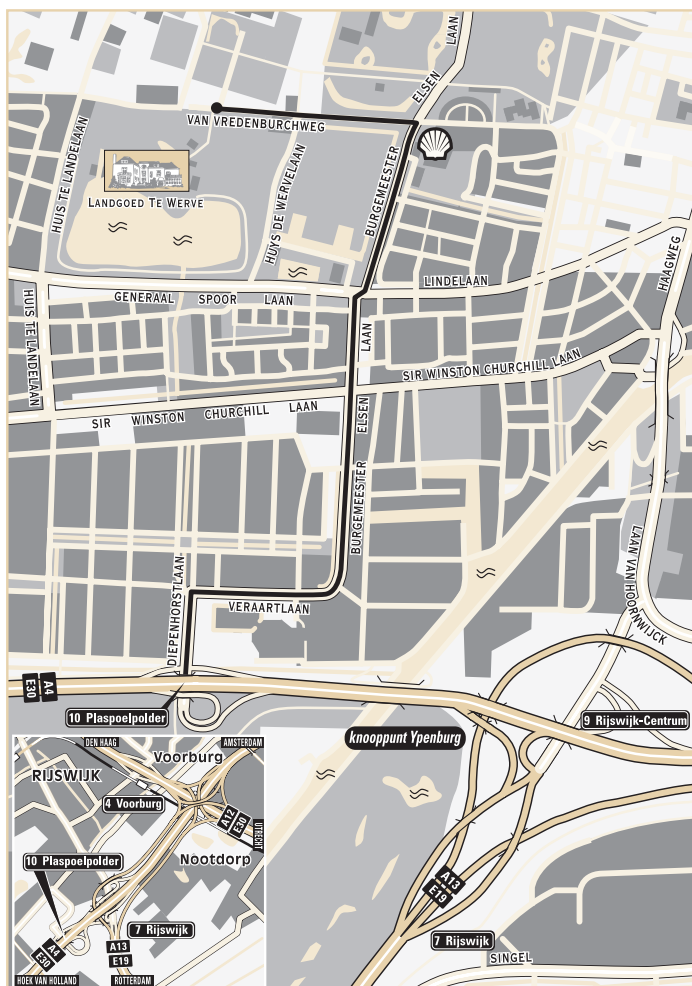 LAAN
ELSEN
VAN VREDENBURCHWEG
HUIS TE LANDELAAN
BURGEMEESTER
HUYS DE WERVELAAN
LANDGOED TE WERVE
HAAGWEG
LINDELAAN
GENERAAL SPOOR LAAN
HUIS TE LANDELAAN
LAAN
SIR WINSTON CHURCHILL LAAN
SIR WINSTON CHURCHILL LAAN
ELSEN
BURGEMEESTER
LAAN VAN HOORNWIJCK
DIEPENHORSTLAAN
VERAARTLAAN
E30 A4
10 Plaspoelpolder
9 Rijswijk-Centrum
knooppunt Ypenburg
DEN HAAG
AMSTERDAM
Voorburg
RIJSWIJK
4 Voorburg
A12
E30
UTRECHT
Nootdorp
10 Plaspoelpolder
7 Rijswijk
A4
E30
A13
E19
HOEK VAN HOLLAND
ROTTERDAM
A13
E19
7 Rijswijk
SINGEL